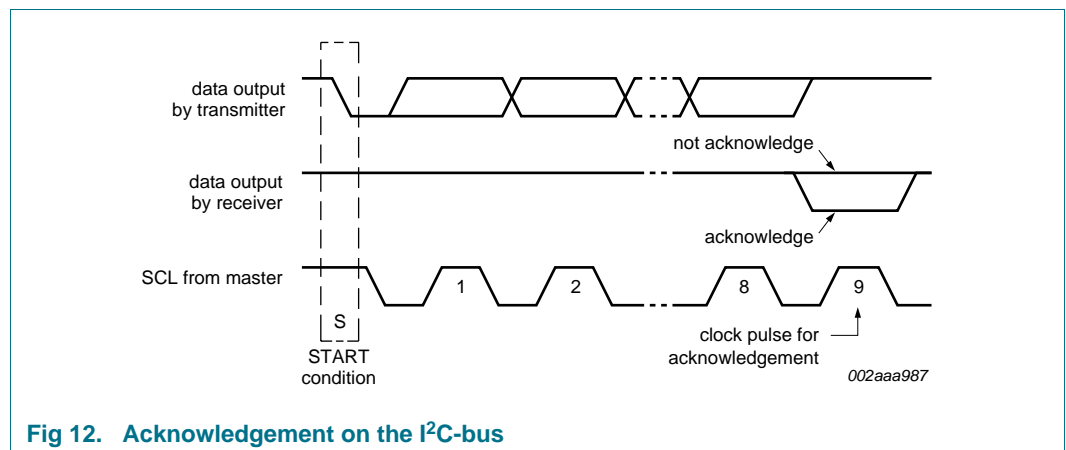 data output
by transmitter
not acknowledge
data output
by receiver
acknowledge
SCL from master
1
2
8
9
S
START
condition
clock pulse for
acknowledgement
002aaa987
Fig 12. Acknowledgement on the I²C-bus